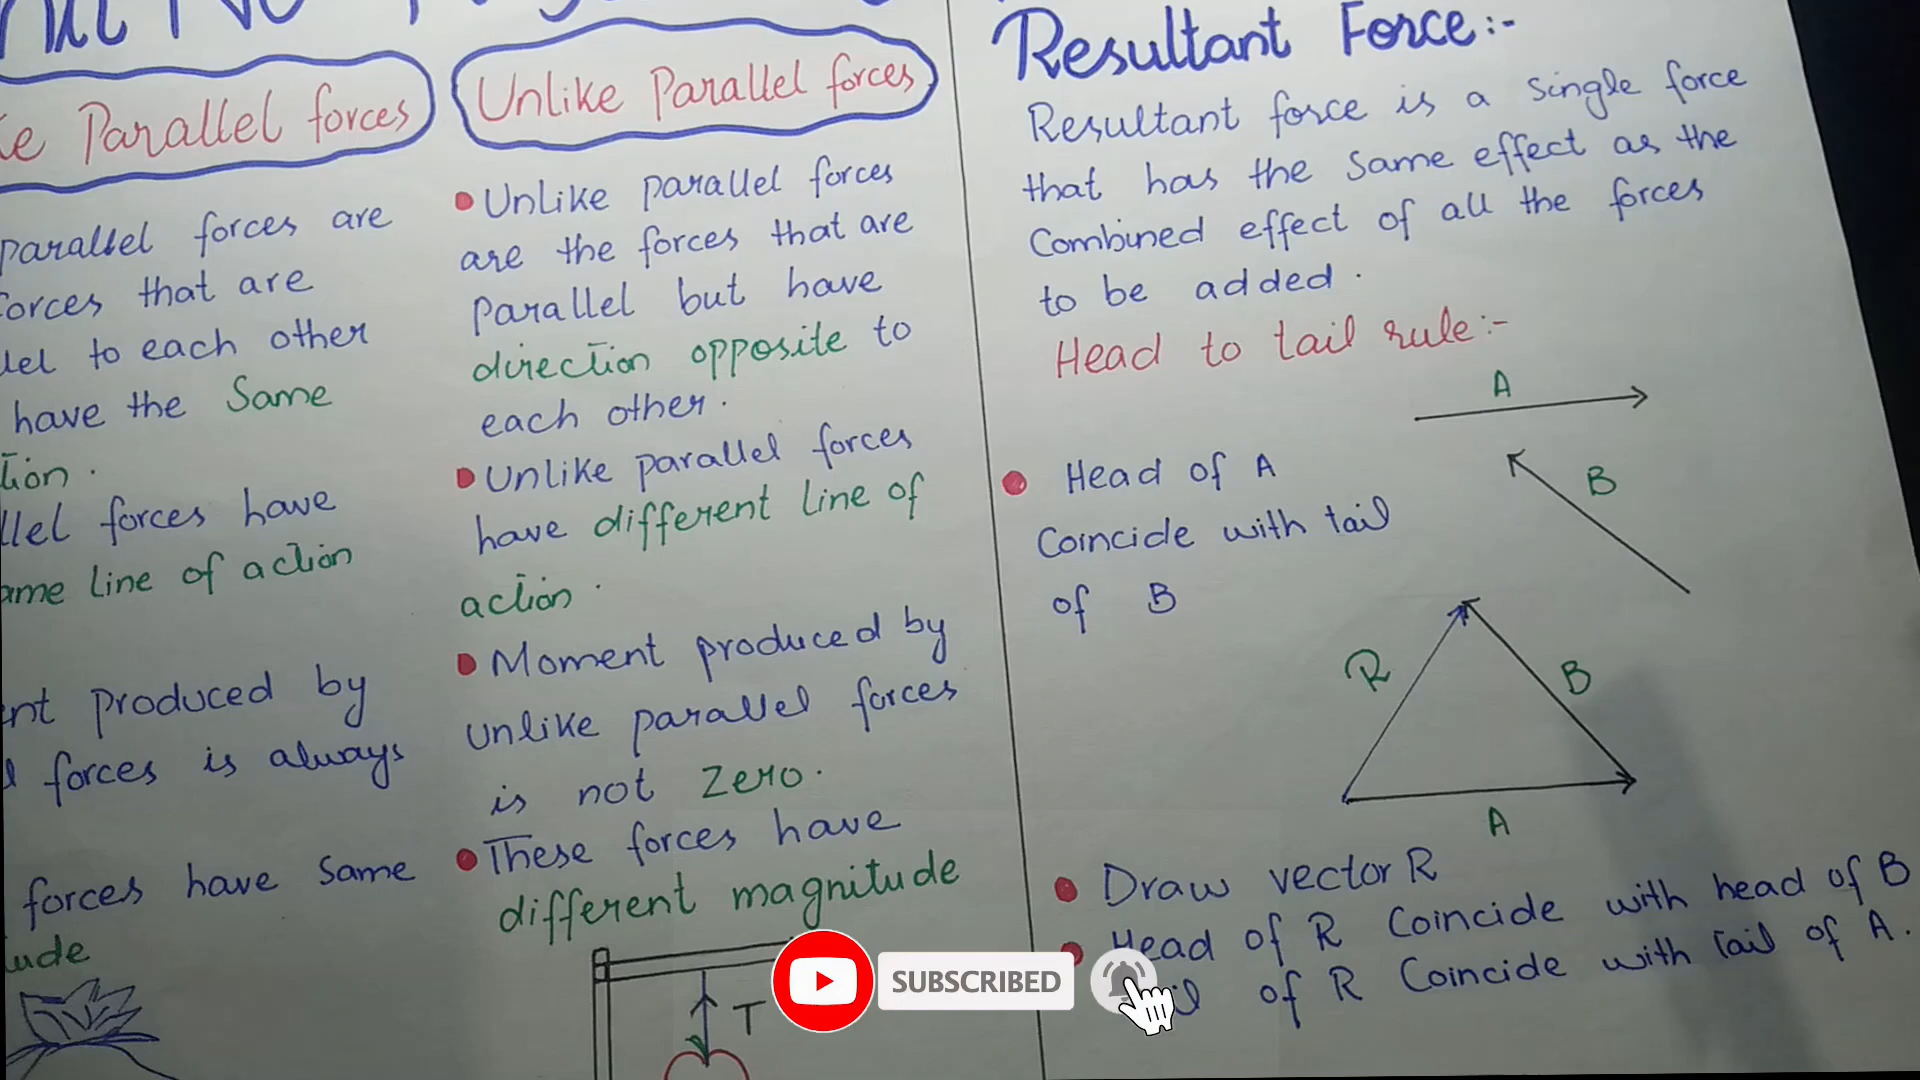 Parallel forces
parallel forces are
forces that are
to each other
have the Same
forces have
line of action
produced by
forces is always
forces have Same
Unlike Parallel forces
Unlike parallel forces
are the forces that are
parallel but have
direction opposite to
each other.
Unlike parallel forces
have different line of
action.
Moment produced by
unlike parallel forces
is not Zero.
These forces have
different magnitude
T
Resultant Force:-
Resultant force is a Single force
that has the Same effect as the
Combined effect of all the forces
to be added.
Head to tail rule:-
A
Head of A
Coincide with tail
of B
B
R
B
A
Draw vector R
Head of R Coincide with head of B
of R Coincide with tail of A.
SUBSCRIBED